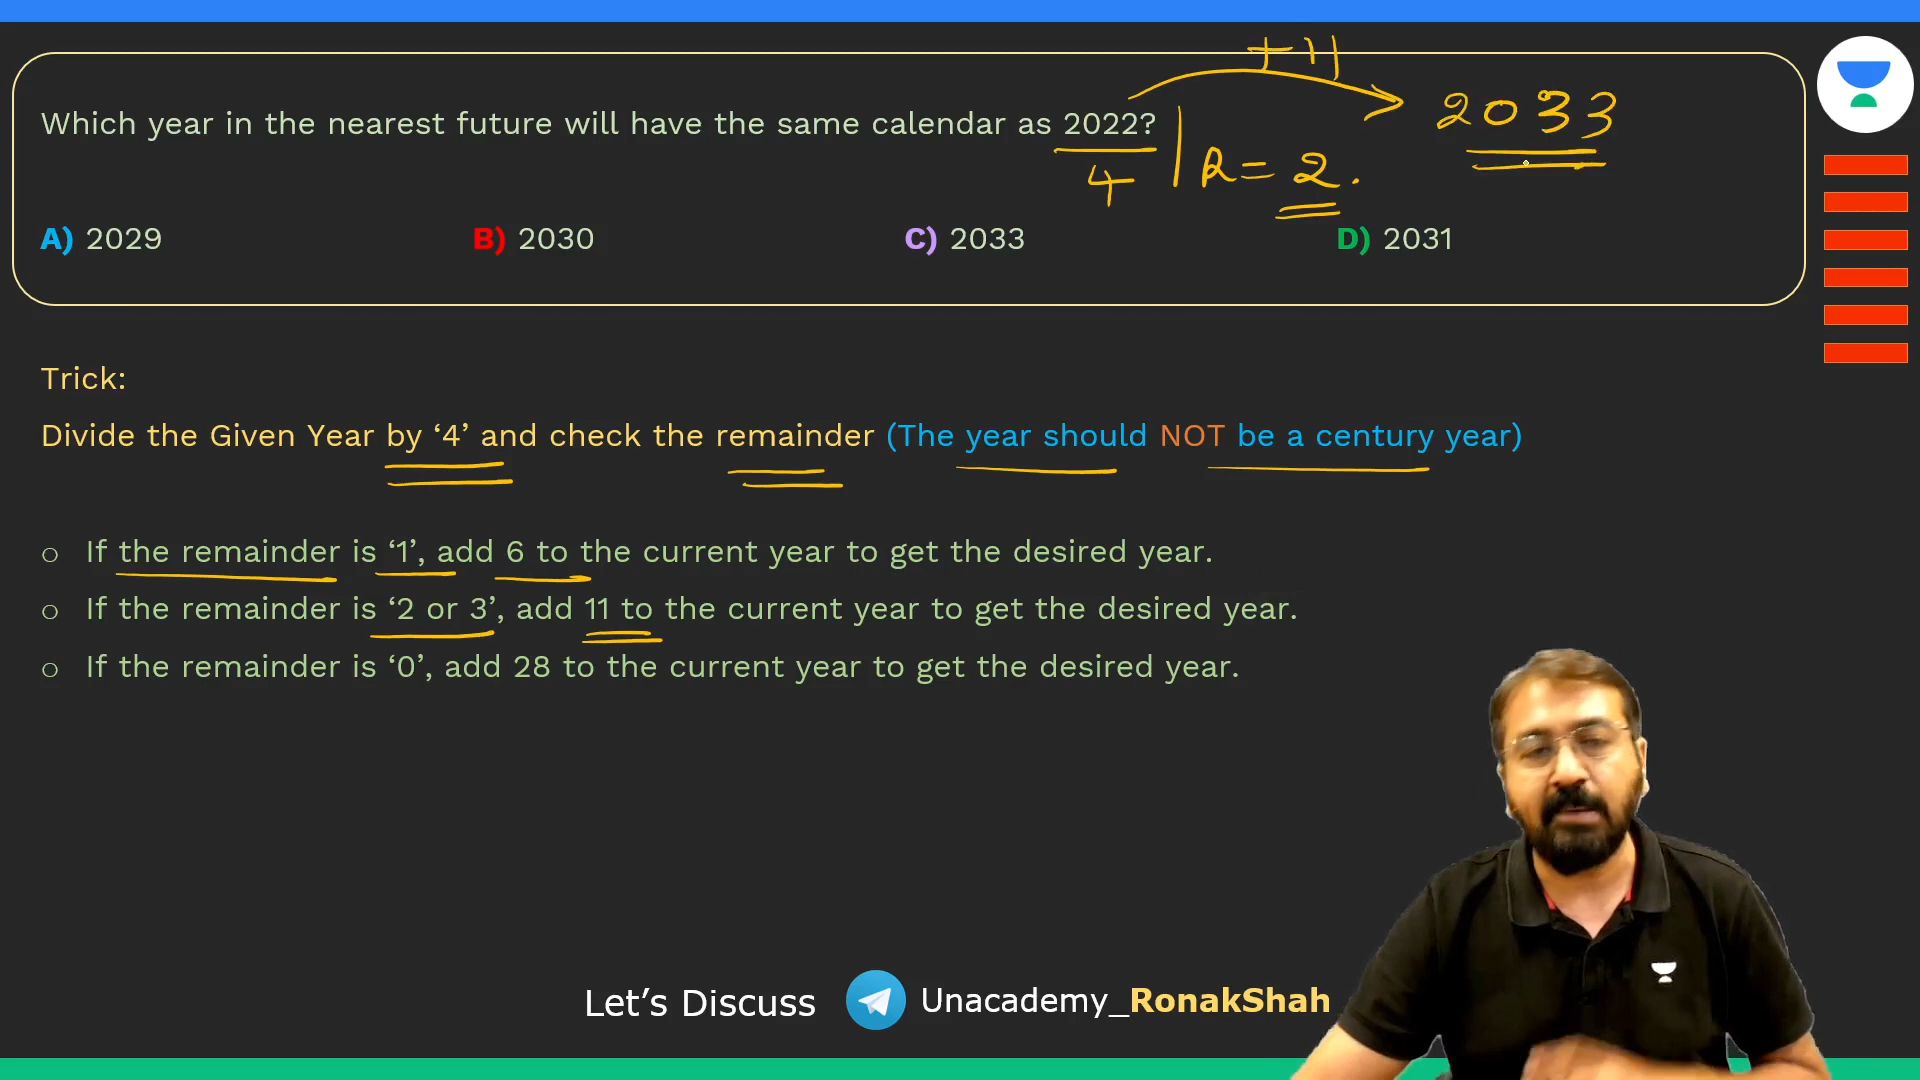 +11
Which year in the nearest future will have the same calendar as 2022?
2033
4
R = 2.
A) 2029
B) 2030
C) 2033
D) 2031
Trick:
Divide the Given Year by ‘4’ and check the remainder (The year should NOT be a century year)
○ If the remainder is ‘1’, add 6 to the current year to get the desired year.
○ If the remainder is ‘2 or 3’, add 11 to the current year to get the desired year.
○ If the remainder is ‘0’, add 28 to the current year to get the desired year.
Let’s Discuss
Unacademy_RonakShah